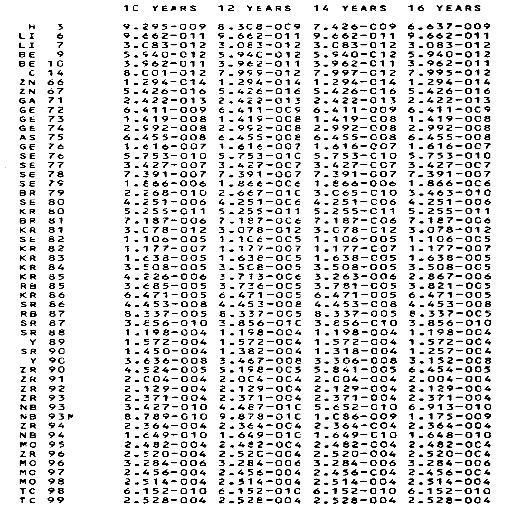 10 YEARS 12 YEARS 14 YEARS 16 YEARS
H 3 9.295-009 8.308-009 7.426-009 6.637-009
LI 6 9.662-011 9.662-011 9.662-011 9.662-011
LI 7 3.083-012 3.083-012 3.083-012 3.083-012
BE 9 5.940-012 5.940-012 5.940-012 5.940-012
BE 10 3.962-011 3.962-011 3.962-011 3.962-011
C 14 8.001-012 7.999-012 7.997-012 7.995-012
ZN 66 1.294-014 1.294-014 1.294-014 1.294-014
ZN 67 5.426-016 5.426-016 5.426-016 5.426-016
GA 71 2.422-013 2.422-013 2.422-013 2.422-013
GE 72 6.411-009 6.411-009 6.411-009 6.411-009
GE 73 1.419-008 1.419-008 1.419-008 1.419-008
GE 74 2.992-008 2.992-008 2.992-008 2.992-008
AS 75 6.455-008 6.455-008 6.455-008 6.455-008
GE 76 1.616-007 1.616-007 1.616-007 1.616-007
SE 76 5.753-010 5.753-010 5.753-010 5.753-010
SE 77 3.427-007 3.427-007 3.427-007 3.427-007
SE 78 7.391-007 7.391-007 7.391-007 7.391-007
SE 79 1.866-006 1.866-006 1.866-006 1.866-006
BR 79 2.268-010 2.666-010 3.065-010 3.463-010
SE 80 4.251-006 4.251-006 4.251-006 4.251-006
KR 80 5.255-011 5.255-011 5.255-011 5.255-011
BR 81 7.187-006 7.187-006 7.187-006 7.187-006
KR 81 3.078-012 3.078-012 3.078-012 3.078-012
SE 82 1.106-005 1.106-005 1.106-005 1.106-005
KR 82 1.177-007 1.177-007 1.177-007 1.177-007
KR 83 1.638-005 1.638-005 1.638-005 1.638-005
KR 84 3.508-005 3.508-005 3.508-005 3.508-005
KR 85 4.226-006 3.713-006 3.263-006 2.867-006
RB 85 3.685-005 3.736-005 3.781-005 3.821-005
KR 86 6.471-005 6.471-005 6.471-005 6.471-005
SR 86 4.453-008 4.453-008 4.453-008 4.453-008
RB 87 8.337-005 8.337-005 8.337-005 8.337-005
SR 87 3.856-010 3.856-010 3.856-010 3.856-010
SR 88 1.198-004 1.198-004 1.198-004 1.198-004
Y 89 1.572-004 1.572-004 1.572-004 1.572-004
SR 90 1.450-004 1.382-004 1.318-004 1.257-004
Y 90 3.636-008 3.467-008 3.306-008 3.152-008
ZR 90 4.524-005 5.198-005 5.841-005 6.454-005
ZR 91 2.004-004 2.004-004 2.004-004 2.004-004
ZR 92 2.129-004 2.129-004 2.129-004 2.129-004
ZR 93 2.371-004 2.371-004 2.371-004 2.371-004
NB 93 3.427-010 4.487-010 5.652-010 6.913-010
NB 93M 8.789-010 9.878-010 1.086-009 1.175-009
ZR 94 2.364-004 2.364-004 2.364-004 2.364-004
NB 94 1.649-010 1.649-010 1.649-010 1.648-010
MO 95 2.482-004 2.482-004 2.482-004 2.482-004
ZR 96 2.520-004 2.520-004 2.520-004 2.520-004
MO 96 3.284-006 3.284-006 3.284-006 3.284-006
MO 97 2.456-004 2.456-004 2.456-004 2.456-004
MO 98 2.514-004 2.514-004 2.514-004 2.514-004
TC 98 6.152-010 6.152-010 6.152-010 6.152-010
TC 99 2.528-004 2.528-004 2.528-004 2.528-004